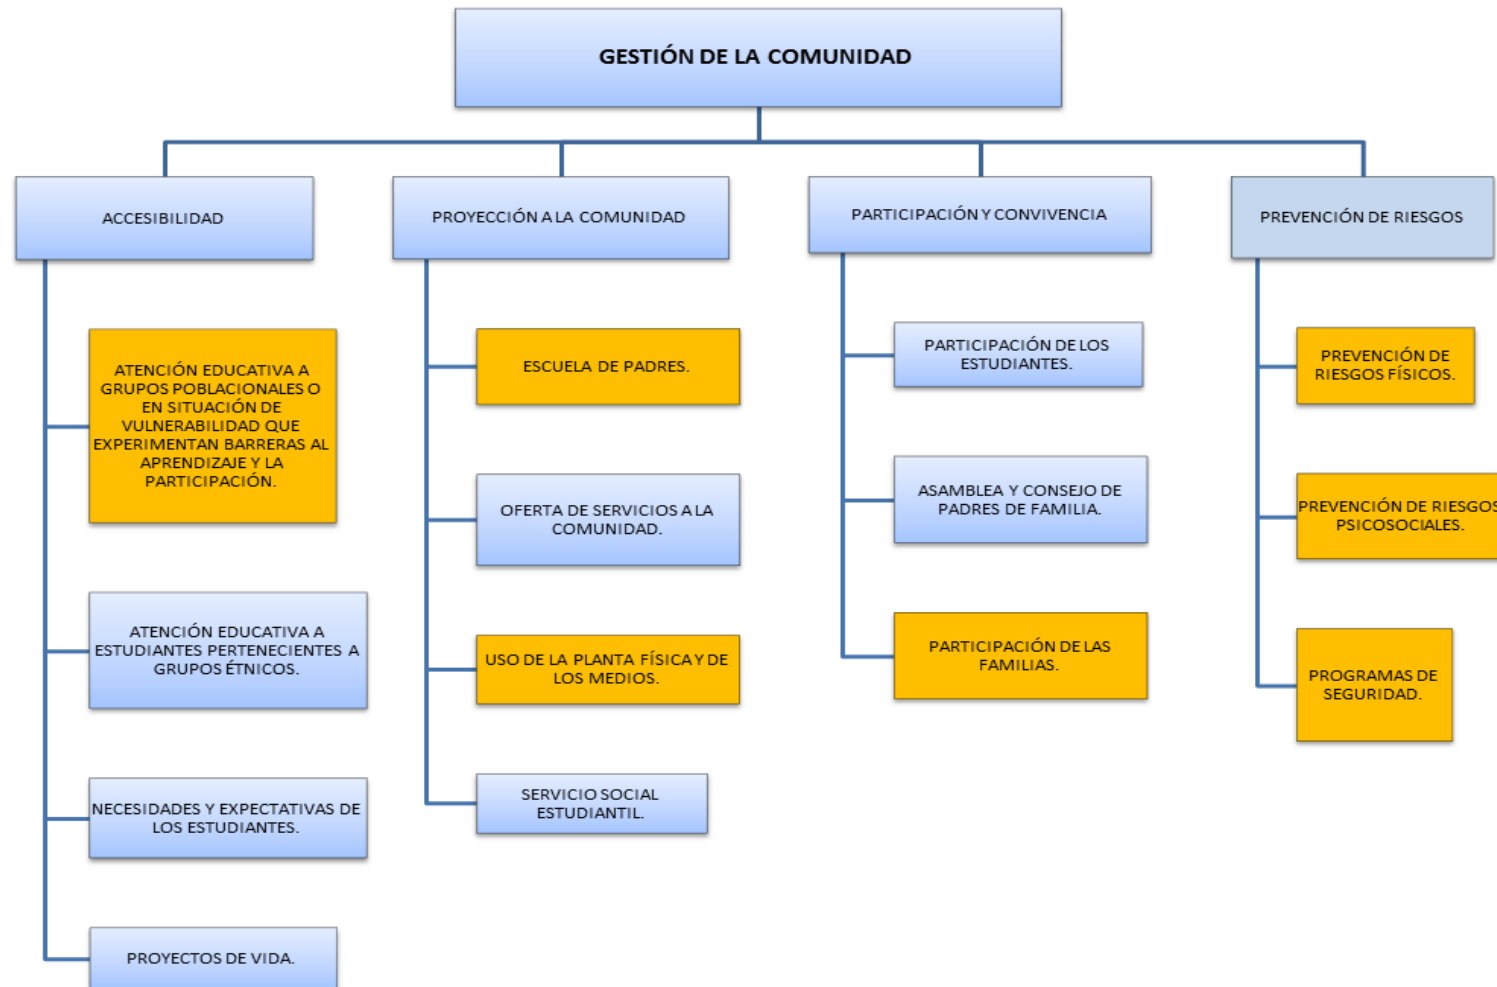 GESTIÓN DE LA COMUNIDAD
ACCESIBILIDAD
ATENCIÓN EDUCATIVA A
GRUPOS POBLACIONALES O
EN SITUACIÓN DE
VULNERABILIDAD QUE
EXPERIMENTAN BARRERAS AL
APRENDIZAJE Y LA
PARTICIPACIÓN.
ATENCIÓN EDUCATIVA A
ESTUDIANTES PERTENECIENTES A
GRUPOS ÉTNICOS.
NECESIDADES Y EXPECTATIVAS DE
LOS ESTUDIANTES.
PROYECTOS DE VIDA.
PROYECCIÓN A LA COMUNIDAD
ESCUELA DE PADRES.
OFERTA DE SERVICIOS A LA
COMUNIDAD.
USO DE LA PLANTA FÍSICA Y DE
LOS MEDIOS.
SERVICIO SOCIAL
ESTUDIANTIL.
PARTICIPACIÓN Y CONVIVENCIA
PARTICIPACIÓN DE LOS
ESTUDIANTES.
ASAMBLEA Y CONSEJO DE
PADRES DE FAMILIA.
PARTICIPACIÓN DE LAS
FAMILIAS.
PREVENCIÓN DE RIESGOS
PREVENCIÓN DE
RIESGOS FÍSICOS.
PREVENCIÓN DE RIESGOS
PSICOSOCIALES.
PROGRAMAS DE
SEGURIDAD.